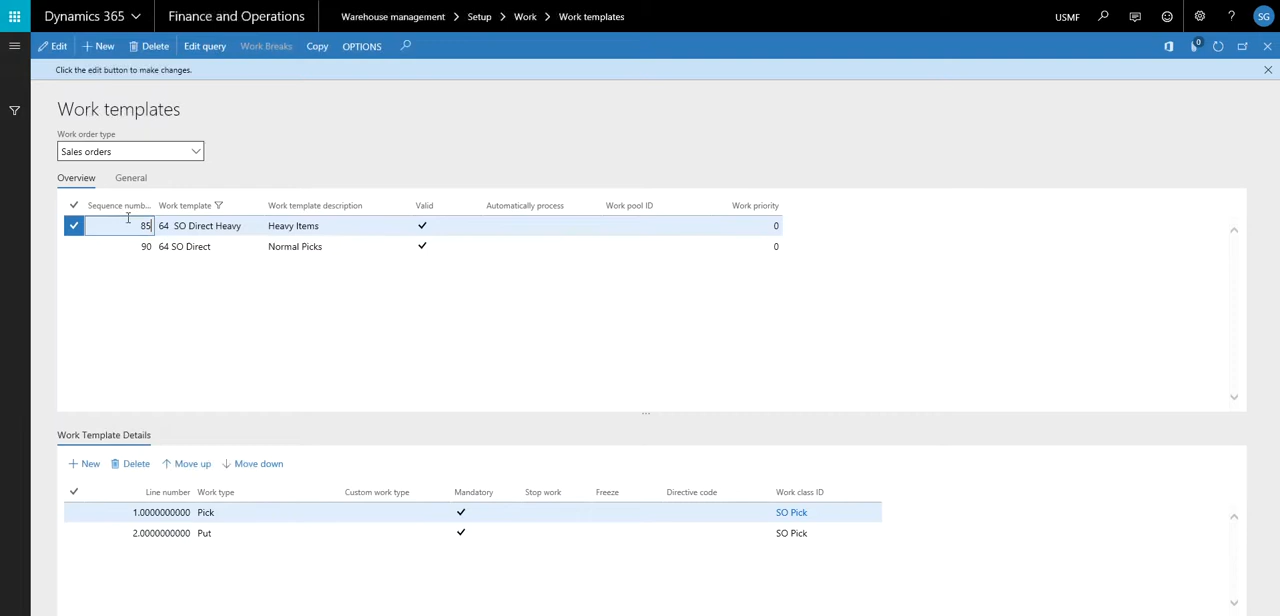 Dynamics 365 Finance and Operations Warehouse management > Setup > Work > Work templates USMF ? SG
Edit + New Delete Edit query Work Breaks Copy OPTIONS 0
Click the edit button to make changes.
Work templates
Work order type
Sales orders
Overview General
Sequence numb... Work template Work template description Valid Automatically process Work pool ID Work priority
85 64 SO Direct Heavy Heavy Items 0
90 64 SO Direct Normal Picks 0
Work Template Details
+ New Delete Move up Move down
Line number Work type Custom work type Mandatory Stop work Freeze Directive code Work class ID
1.0000000000 Pick SO Pick
2.0000000000 Put SO Pick